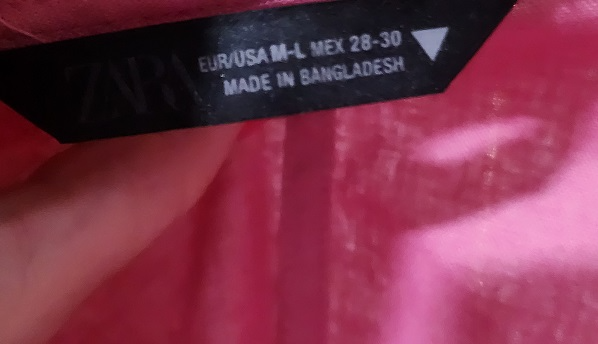 ZARA
EUR/USA M-L MEX 28-30
MADE IN BANGLADESH